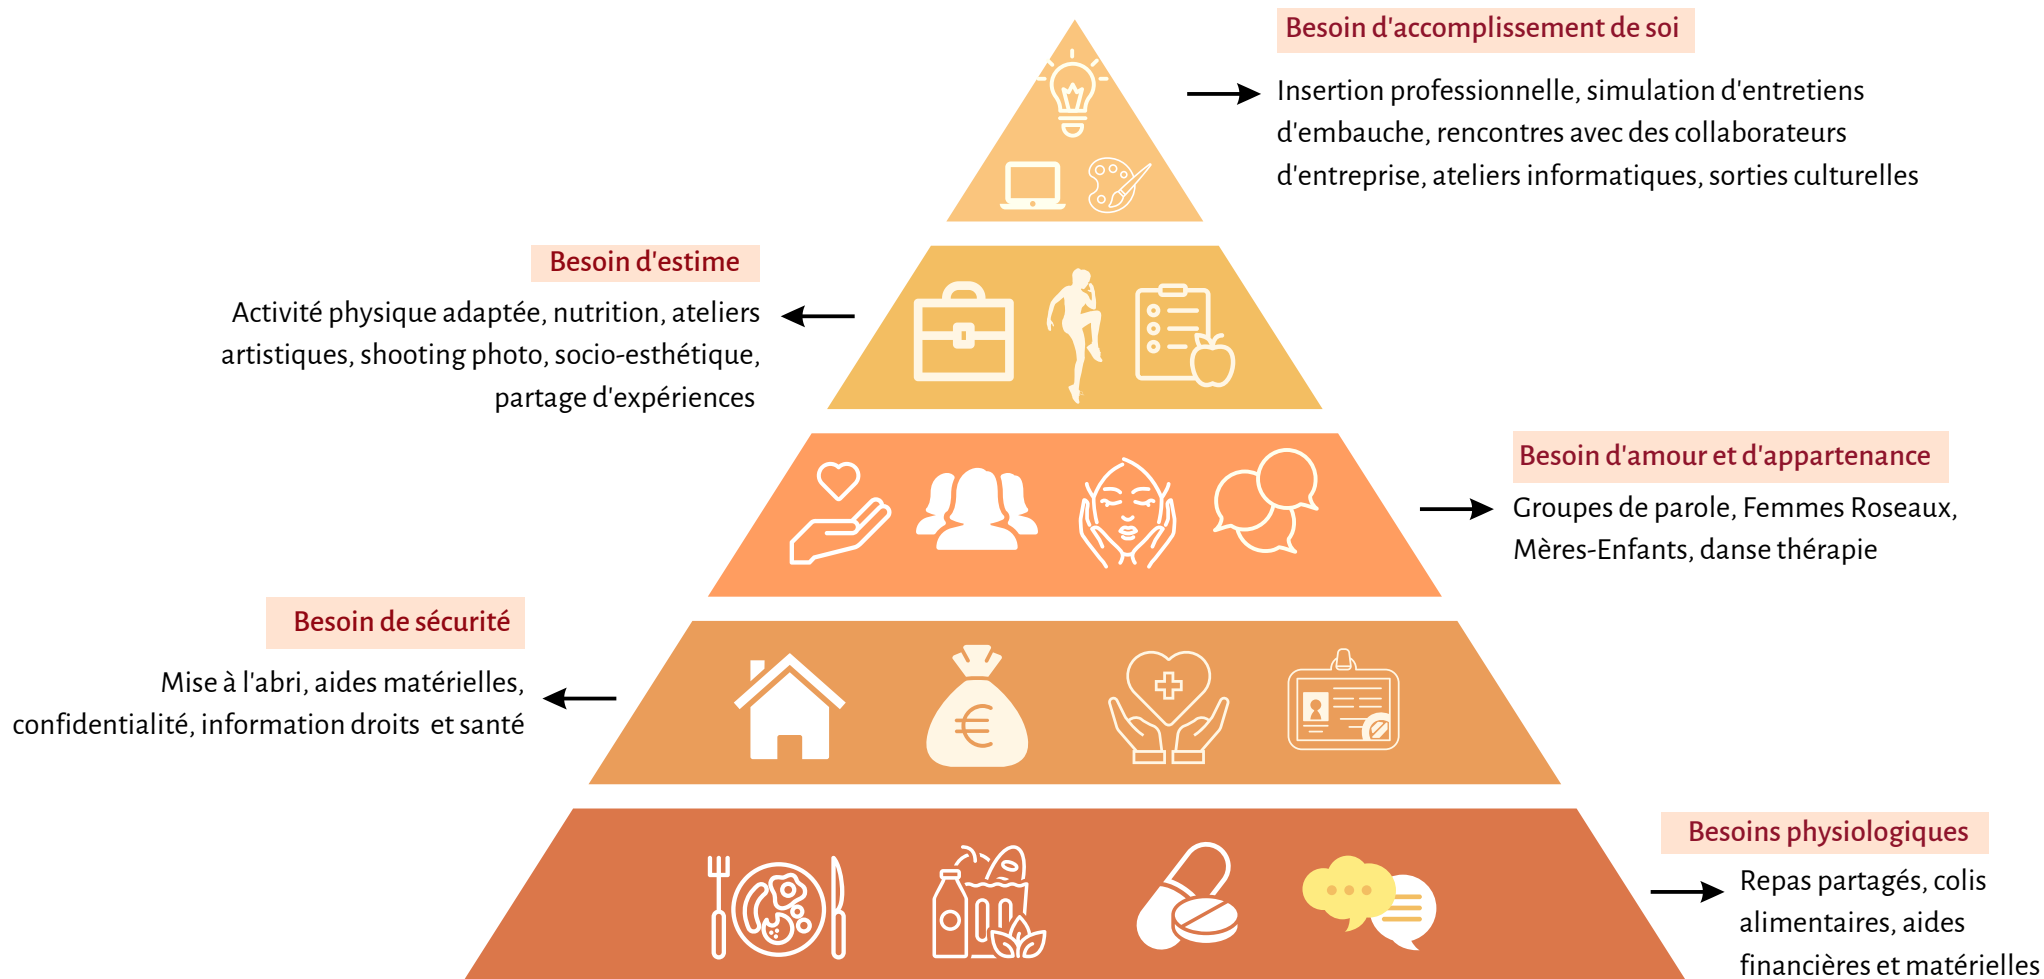 Besoin d'accomplissement de soi
Insertion professionnelle, simulation d'entretiens
d'embauche, rencontres avec des collaborateurs
d'entreprise, ateliers informatiques, sorties culturelles
Besoin d'estime
Activité physique adaptée, nutrition, ateliers
artistiques, shooting photo, socio-esthétique,
partage d'expériences
Besoin d'amour et d'appartenance
Groupes de parole, Femmes Roseaux,
Mères-Enfants, danse thérapie
Besoin de sécurité
Mise à l'abri, aides matérielles,
confidentialité, information droits et santé
€
Besoins physiologiques
Repas partagés, colis
alimentaires, aides
financières et matérielles